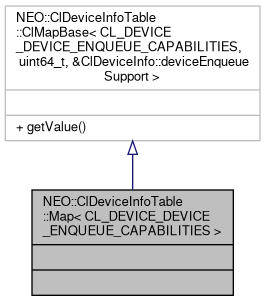 NEO::ClDeviceInfoTable
::ClMapBase< CL_DEVICE
_DEVICE_ENQUEUE_CAPABILITIES,
uint64_t, &ClDeviceInfo::deviceEnqueue
Support >
+ getValue()
NEO::ClDeviceInfoTable
::Map< CL_DEVICE_DEVICE
_ENQUEUE_CAPABILITIES >